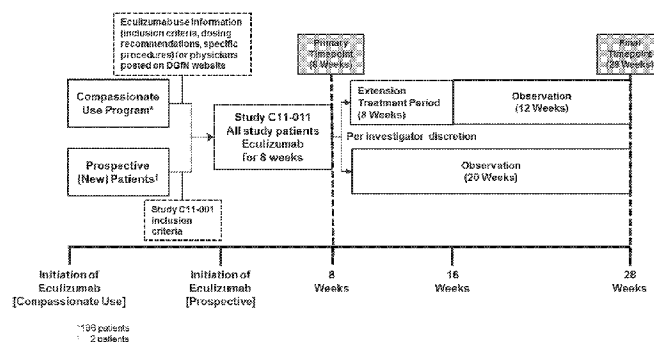 Eculizumab use information
(inclusion criteria, dosing
recommendations, specific
procedures) for physicians
posted on DGfN website
Primary
Timepoint
(8 Weeks)
Final
Timepoint
(28 Weeks)
Compassionate
Use Program*
Prospective
(New) Patients†
Study C11-001
inclusion
criteria
Study C11-011
All study patients
Eculizumab
for 8 weeks
Extension
Treatment Period
(8 Weeks)
Observation
(12 Weeks)
Per investigator discretion
Observation
(20 Weeks)
Initiation of
Eculizumab
[Compassionate Use]
Initiation of
Eculizumab
[Prospective]
8
Weeks
16
Weeks
28
Weeks
patients
2 patients